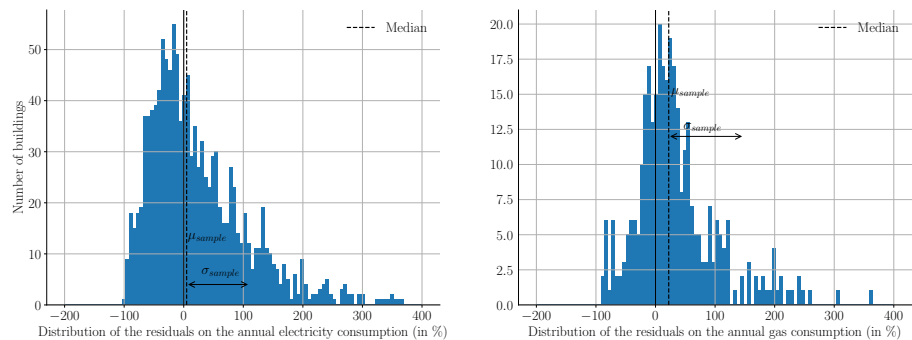 Median
Number of buildings
50
40
30
20
10
0
μsample
σsample
−200 −100 0 100 200 300 400
Distribution of the residuals on the annual electricity consumption (in %)
Median
20.0
17.5
15.0
12.5
10.0
7.5
5.0
2.5
0.0
μsample
σsample
−200 −100 0 100 200 300 400
Distribution of the residuals on the annual gas consumption (in %)